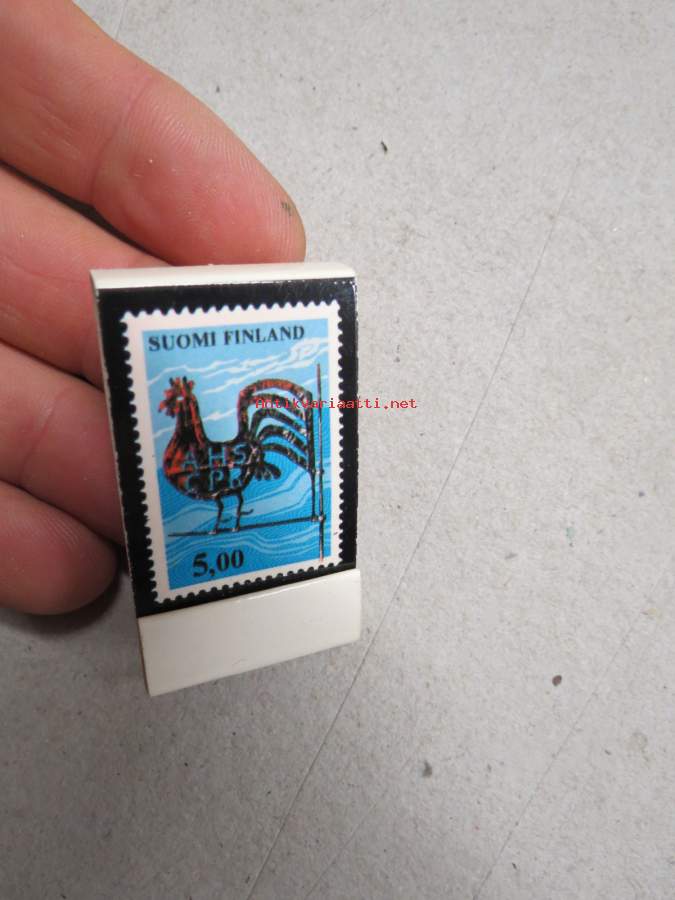 SUOMI FINLAND
Antikvariaatti.net
AHS
CPR
5,00